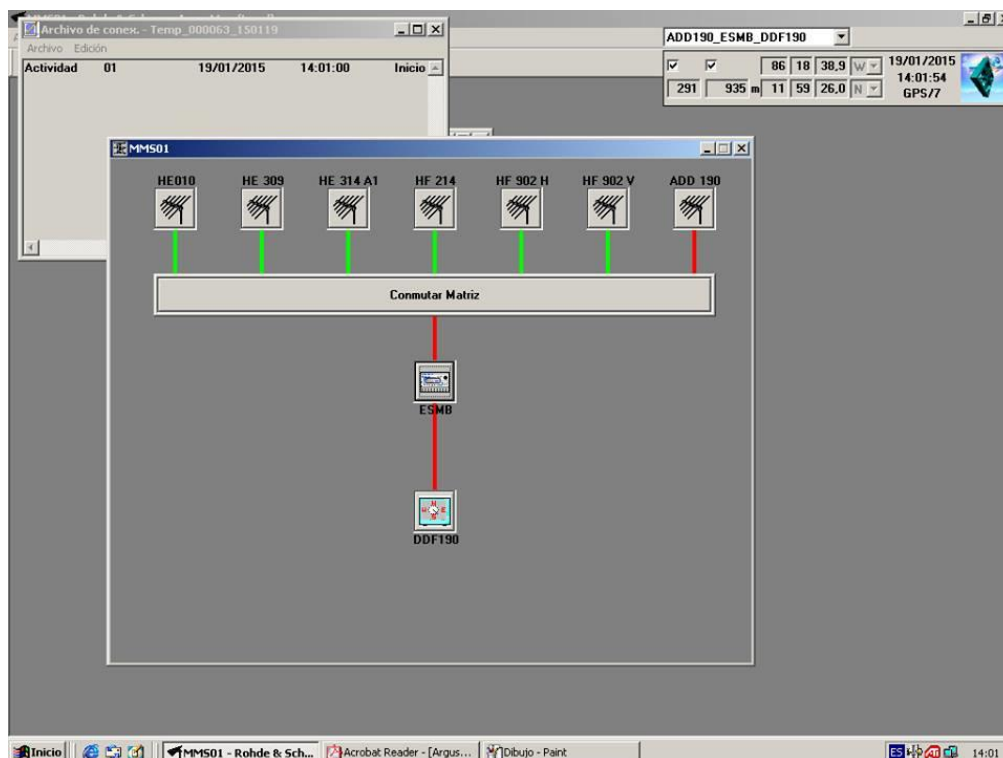 Archivo de conex. - Temp_000063_150119
Archivo Edición
Actividad 01 19/01/2015 14:01:00 Inicio
ADD190_ESMB_DDF190
86 18 38,9 W
291 935 m 11 59 26,0 N
19/01/2015
14:01:54
GPS/7
MMS01
HE010 HE 309 HE 314 A1 HF 214 HF 902 H HF 902 V ADD 190
Conmutar Matriz
ESMB
DDF190
Inicio MMS01 - Rohde & Sch... Acrobat Reader - [Argus... Dibujo - Paint ES 14:01